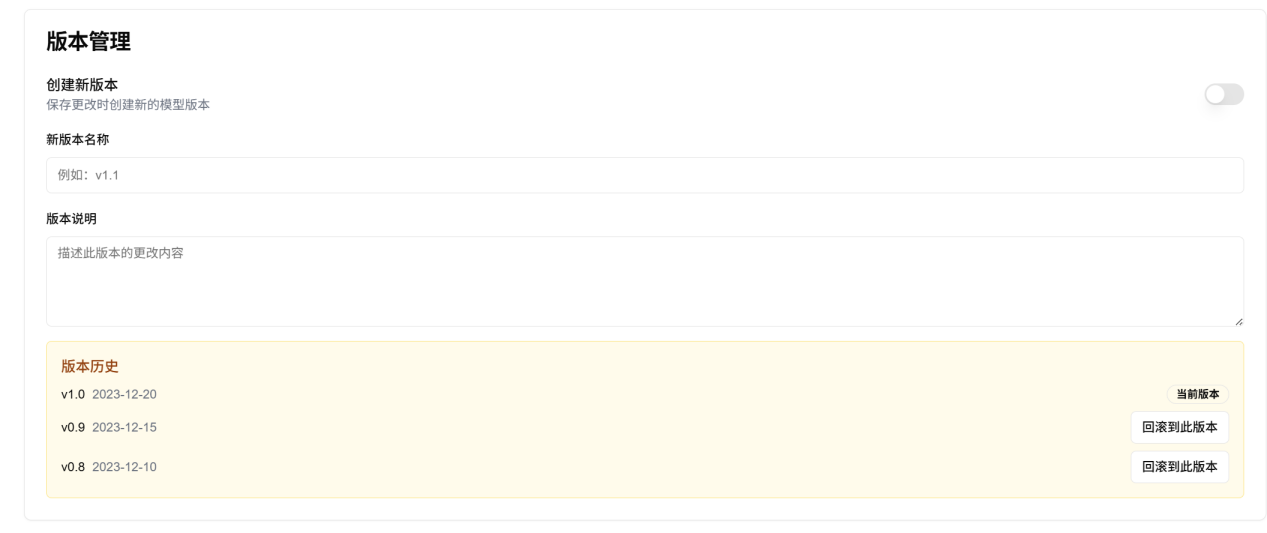 版本管理
创建新版本
保存更改时创建新的模型版本
新版本名称
例如：v1.1
版本说明
描述此版本的更改内容
版本历史
v1.0 2023-12-20 当前版本
v0.9 2023-12-15 回滚到此版本
v0.8 2023-12-10 回滚到此版本